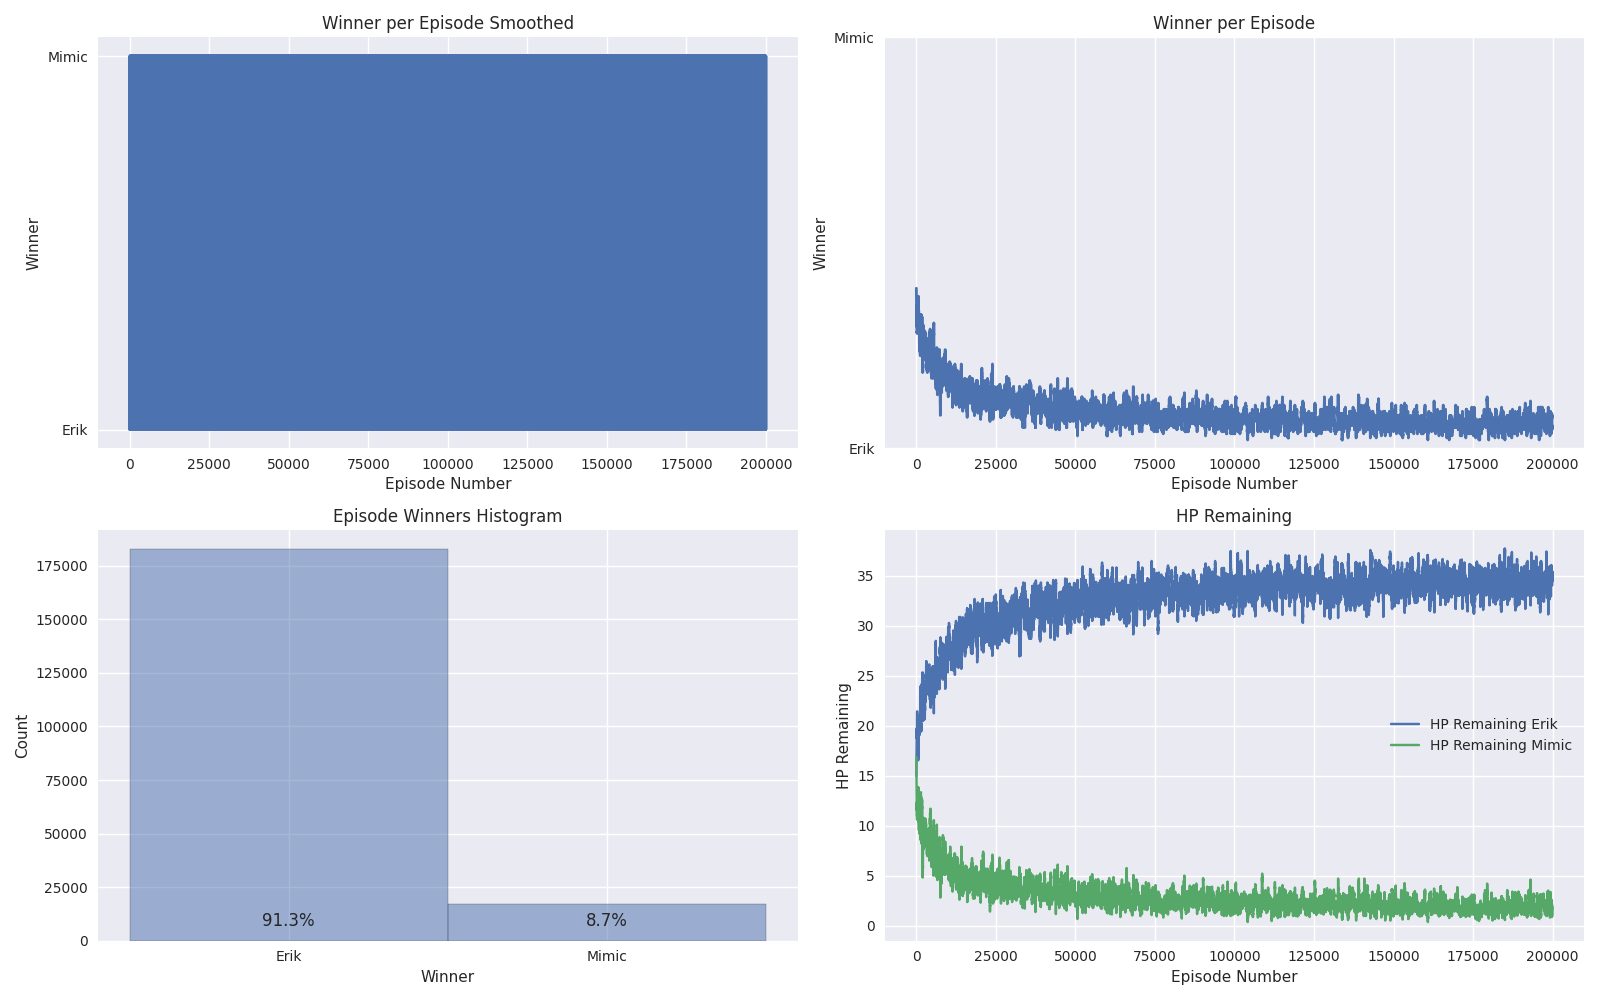 Winner per Episode Smoothed
Mimic
Erik
Winner
0 25000 50000 75000 100000 125000 150000 175000 200000
Episode Number
Winner per Episode
Mimic
Erik
Winner
0 25000 50000 75000 100000 125000 150000 175000 200000
Episode Number
Episode Winners Histogram
175000
150000
125000
100000
75000
50000
25000
0
Count
91.3% 8.7%
Erik Mimic
Winner
HP Remaining
35
30
25
20
15
10
5
0
HP Remaining
HP Remaining Erik
HP Remaining Mimic
0 25000 50000 75000 100000 125000 150000 175000 200000
Episode Number